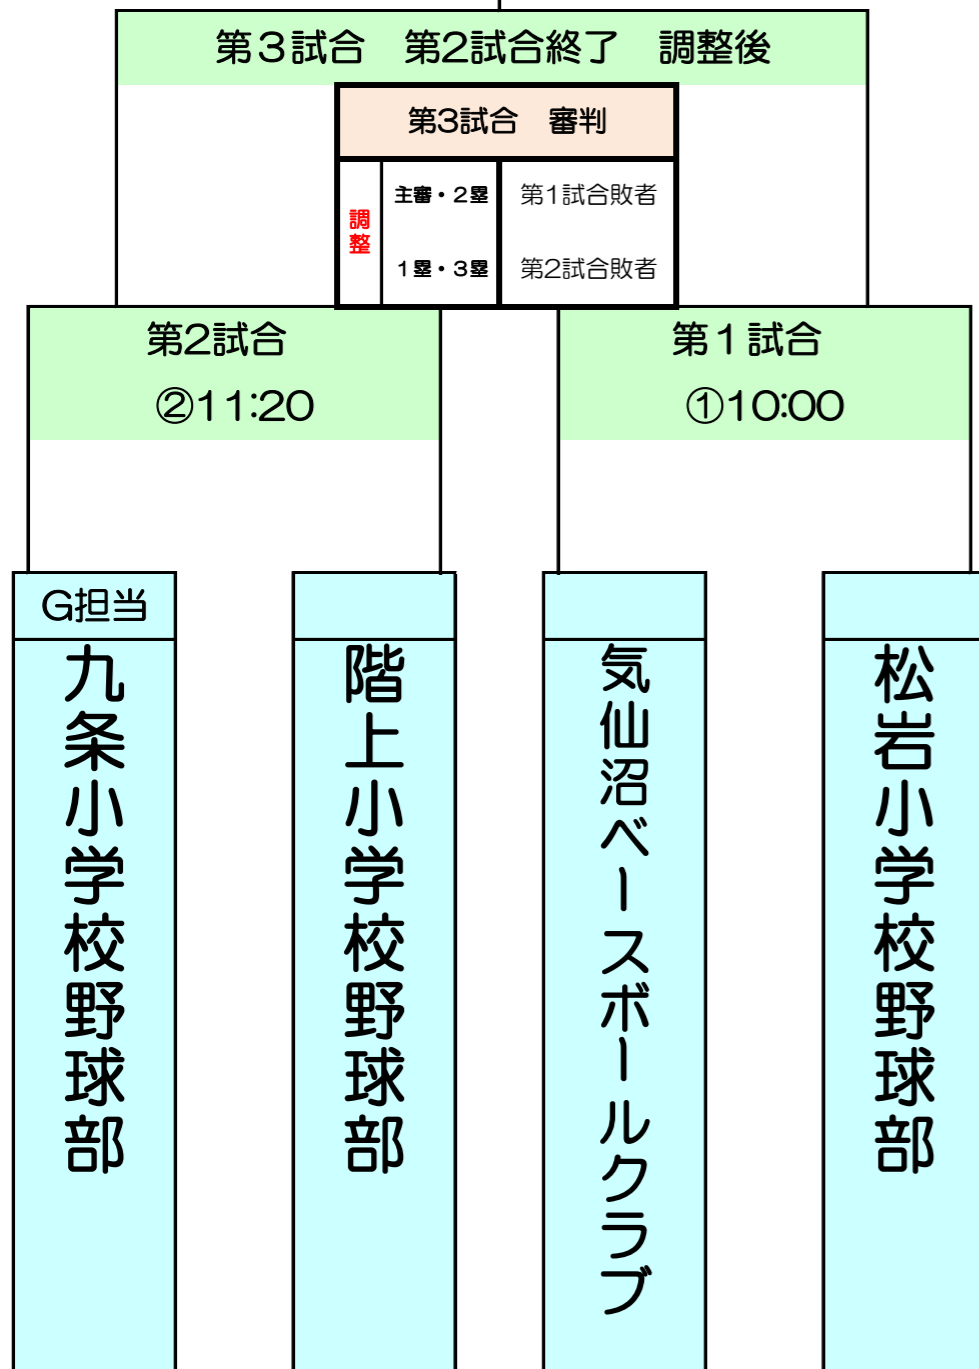 第３試合　第2試合終了　調整後
第3試合　審判
調整
主審・２塁
第1試合敗者
１塁・３塁
第2試合敗者
第2試合
②11:20
第１試合
①10:00
G担当
九条小学校野球部
階上小学校野球部
気仙沼ベースボールクラブ
松岩小学校野球部